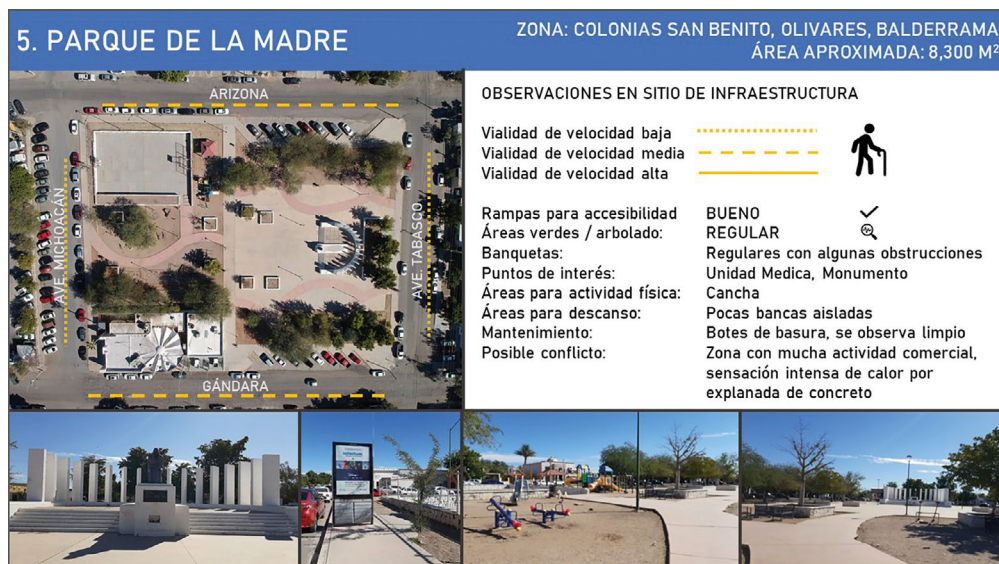 5. PARQUE DE LA MADRE
ZONA: COLONIAS SAN BENITO, OLIVARES, BALDERRAMA
ÁREA APROXIMADA: 8,300 M²
ARIZONA
AVE. MICHOACÁN
AVE. TABASCO
GÁNDARA
OBSERVACIONES EN SITIO DE INFRAESTRUCTURA
Vialidad de velocidad baja
Vialidad de velocidad media
Vialidad de velocidad alta
Rampas para accesibilidad BUENO
Áreas verdes / arbolado: REGULAR
Banquetas: Regulares con algunas obstrucciones
Puntos de interés: Unidad Medica, Monumento
Áreas para actividad física: Cancha
Áreas para descanso: Pocas bancas aisladas
Mantenimiento: Botes de basura, se observa limpio
Posible conflicto: Zona con mucha actividad comercial,
sensación intensa de calor por
explanada de concreto